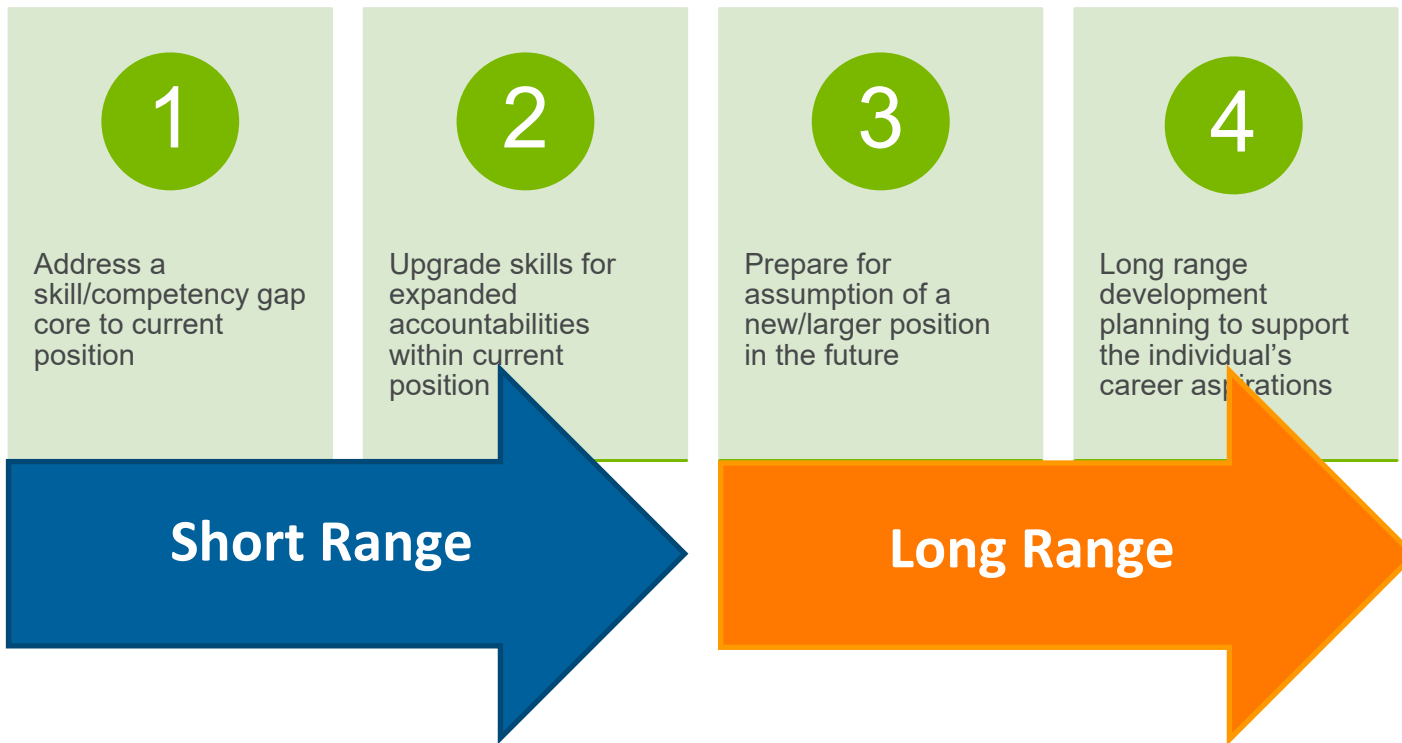 1
Address a
skill/competency gap
core to current
position
2
Upgrade skills for
expanded
accountabilities
within current
position
3
Prepare for
assumption of a
new/larger position
in the future
4
Long range
development
planning to support
the individual’s
career aspirations
Short Range
Long Range